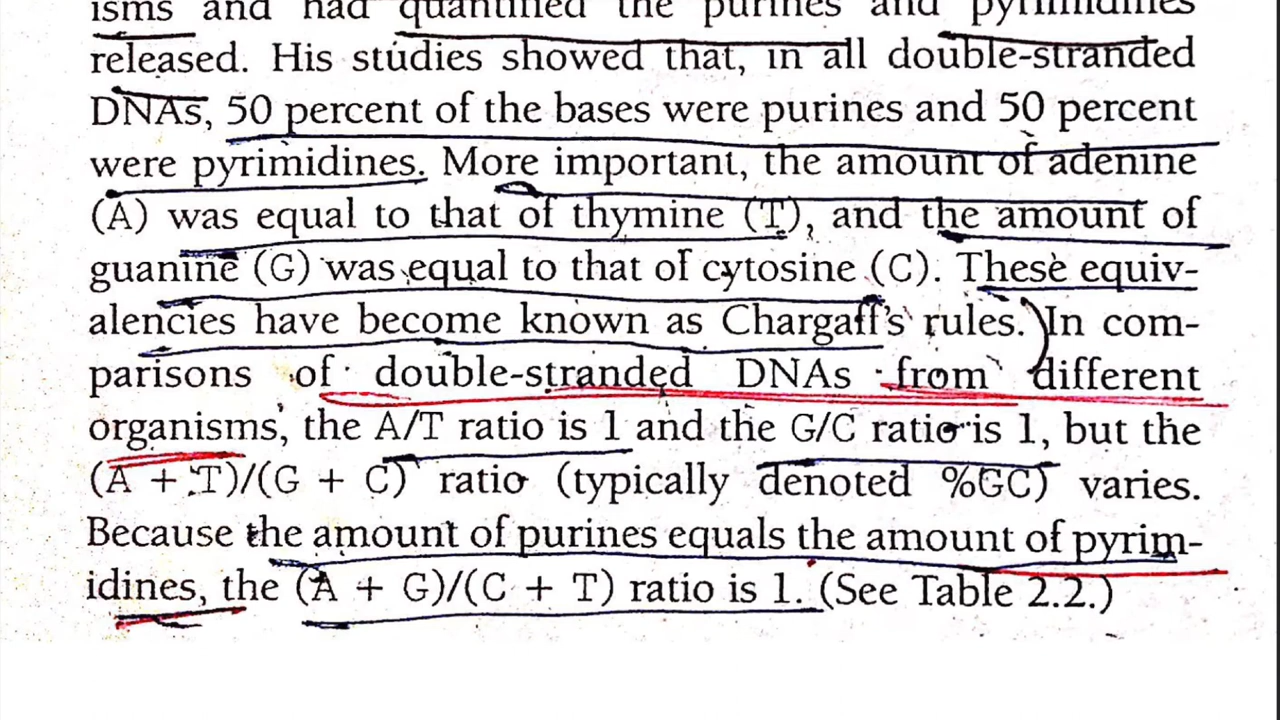 isms and had quantified the purines and pyrimidines
released. His studies showed that, in all double-stranded
DNAs, 50 percent of the bases were purines and 50 percent
were pyrimidines. More important, the amount of adenine
(A) was equal to that of thymine (T), and the amount of
guanine (G) was equal to that of cytosine (C). These equiv-
alencies have become known as Chargaff's rules. In com-
parisons of double-stranded DNAs from different
organisms, the A/T ratio is 1 and the G/C ratio is 1, but the
(A + T)/(G + C) ratio (typically denoted %GC) varies.
Because the amount of purines equals the amount of pyrim-
idines, the (A + G)/(C + T) ratio is 1. (See Table 2.2.)